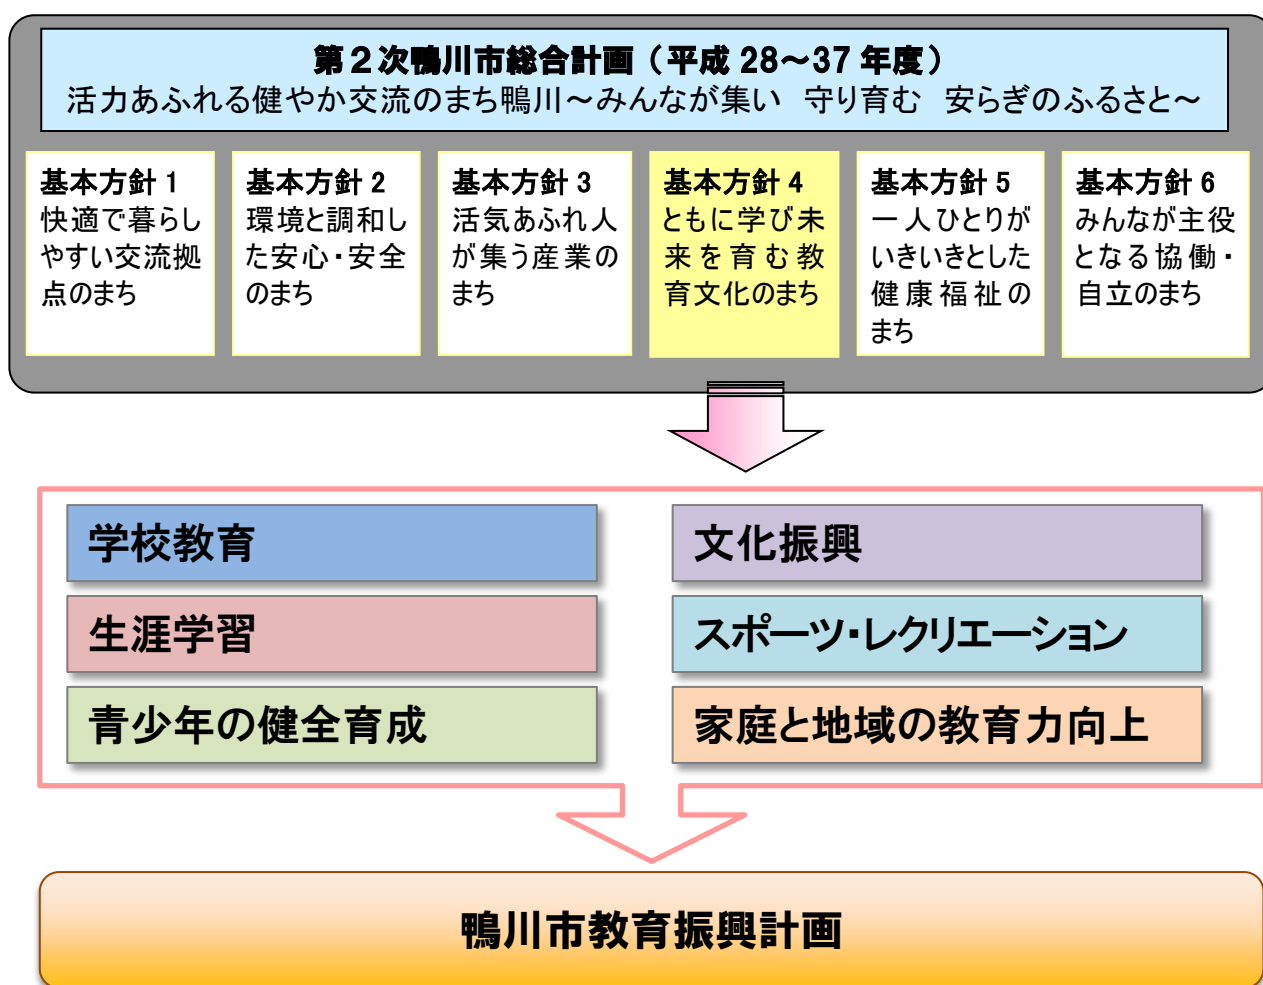 第２次鴨川市総合計画（平成 28～37 年度）
活力あふれる健やか交流のまち鴨川～みんなが集い　守り育む　安らぎのふるさと～
基本方針 1
快適で暮らし
やすい交流拠
点のまち
基本方針 2
環境と調和し
た安心・安全
のまち
基本方針 3
活気あふれ人
が集う産業の
まち
基本方針 4
ともに学び未
来を育む教
育文化のまち
基本方針 5
一人ひとりが
いきいきとした
健康福祉の
まち
基本方針 6
みんなが主役
となる協働・
自立のまち
学校教育
生涯学習
青少年の健全育成
文化振興
スポーツ・レクリエーション
家庭と地域の教育力向上
鴨川市教育振興計画